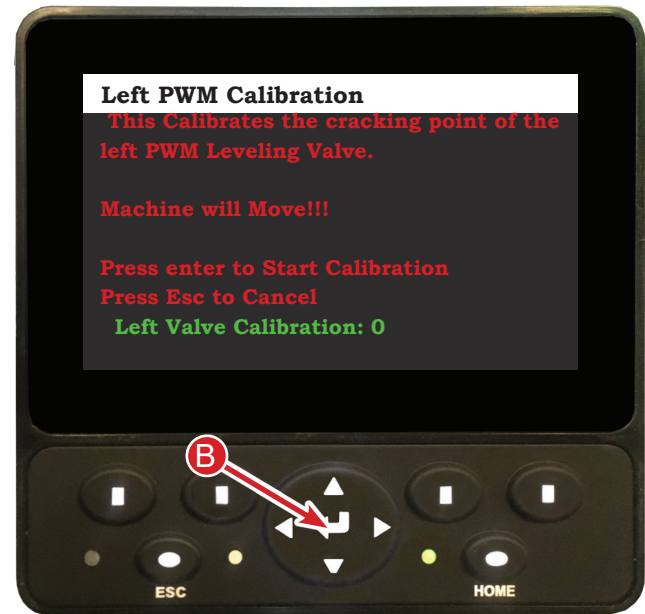 Left PWM Calibration
This Calibrates the cracking point of the
left PWM Leveling Valve.
Machine will Move!!!
Press enter to Start Calibration
Press Esc to Cancel
Left Valve Calibration: 0
B
ESC
HOME